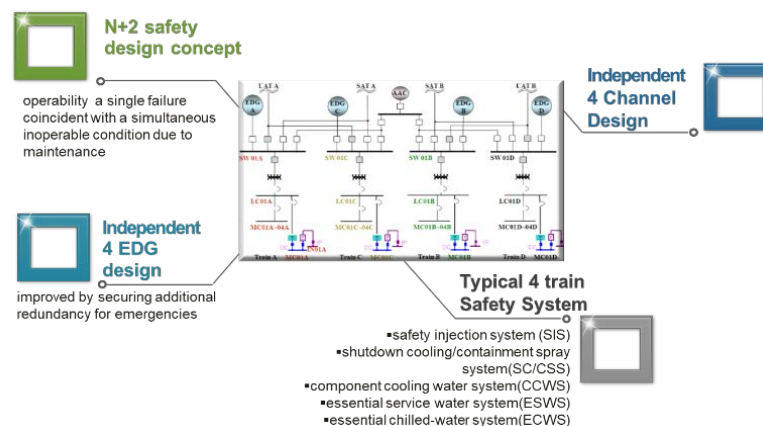 N+2 safety
design concept
operability a single failure
coincident with a simultaneous
inoperable condition due to
maintenance
Independent
4 Channel
Design
UAT A
SAT A
AAC
SAT B
UAT B
EDG
A
EDG
C
EDG
B
EDG
D
SW 01A
SW 01C
SW 01B
SW 01D
LC01A
LC01C
LC01B
LC01D
MC01A~04A
MC01C~04C
MC01B~04B
MC01D~04D
Train A
MC01A
Train C
MC01C
Train B
MC01B
Train D
MC01D
Independent
4 EDG
design
improved by securing additional
redundancy for emergencies
Typical 4 train
Safety System
▪safety injection system (SIS)
▪shutdown cooling/containment spray
system(SC/CSS)
▪component cooling water system(CCWS)
▪essential service water system(ESWS)
▪essential chilled-water system(ECWS)